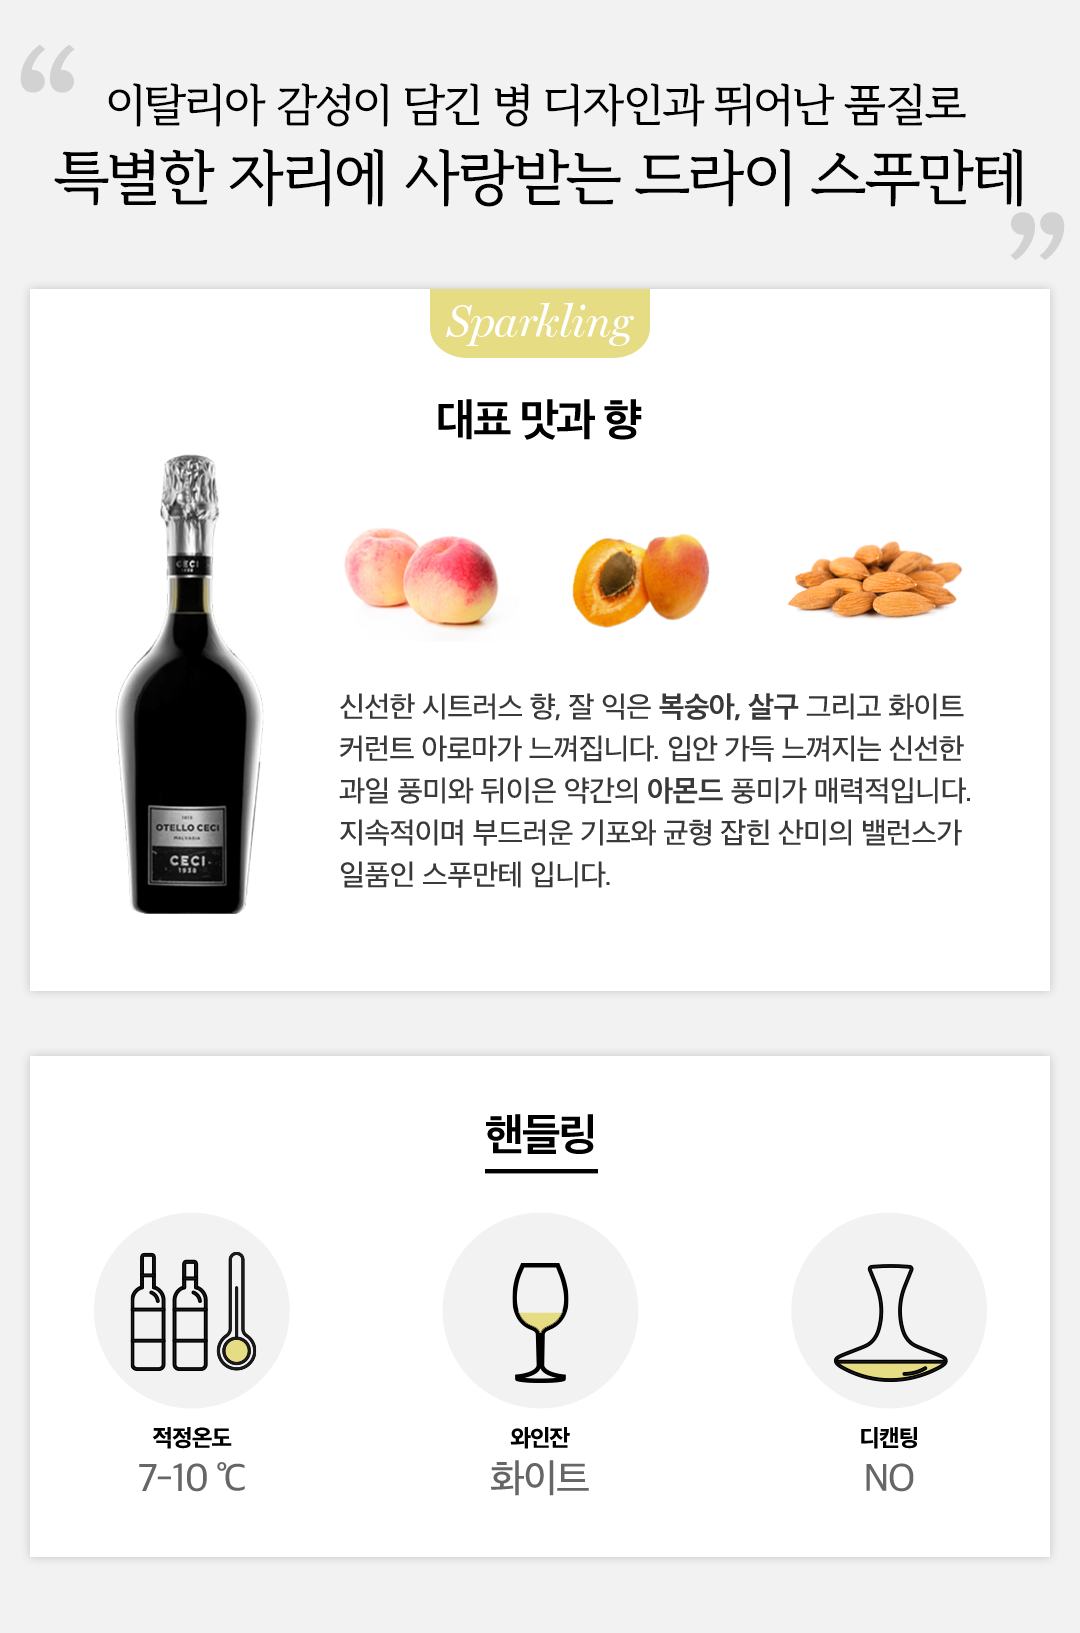 “
이탈리아 감성이 담긴 병 디자인과 뛰어난 품질로
특별한 자리에 사랑받는 드라이 스푸만테
”
Sparkling
대표 맛과 향
CECI
1938
신선한 시트러스 향, 잘 익은 복숭아, 살구 그리고 화이트
커런트 아로마가 느껴집니다. 입안 가득 느껴지는 신선한
과일 풍미와 뒤이은 약간의 아몬드 풍미가 매력적입니다.
지속적이며 부드러운 기포와 균형 잡힌 산미의 밸런스가
일품인 스푸만테 입니다.
OTELLO CECI
MALVASIA
CECI
1938
핸들링
적정온도
7-10 ℃
와인잔
화이트
디캔팅
NO